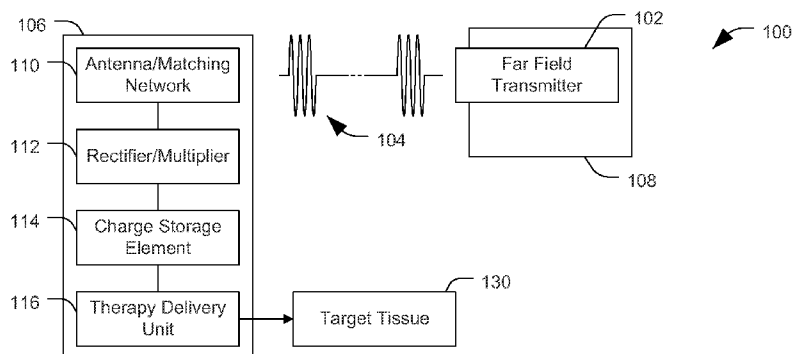 106
110
Antenna/Matching
Network
112
Rectifier/Multiplier
114
Charge Storage
Element
116
Therapy Delivery
Unit
104
102
Far Field
Transmitter
108
100
130
Target Tissue